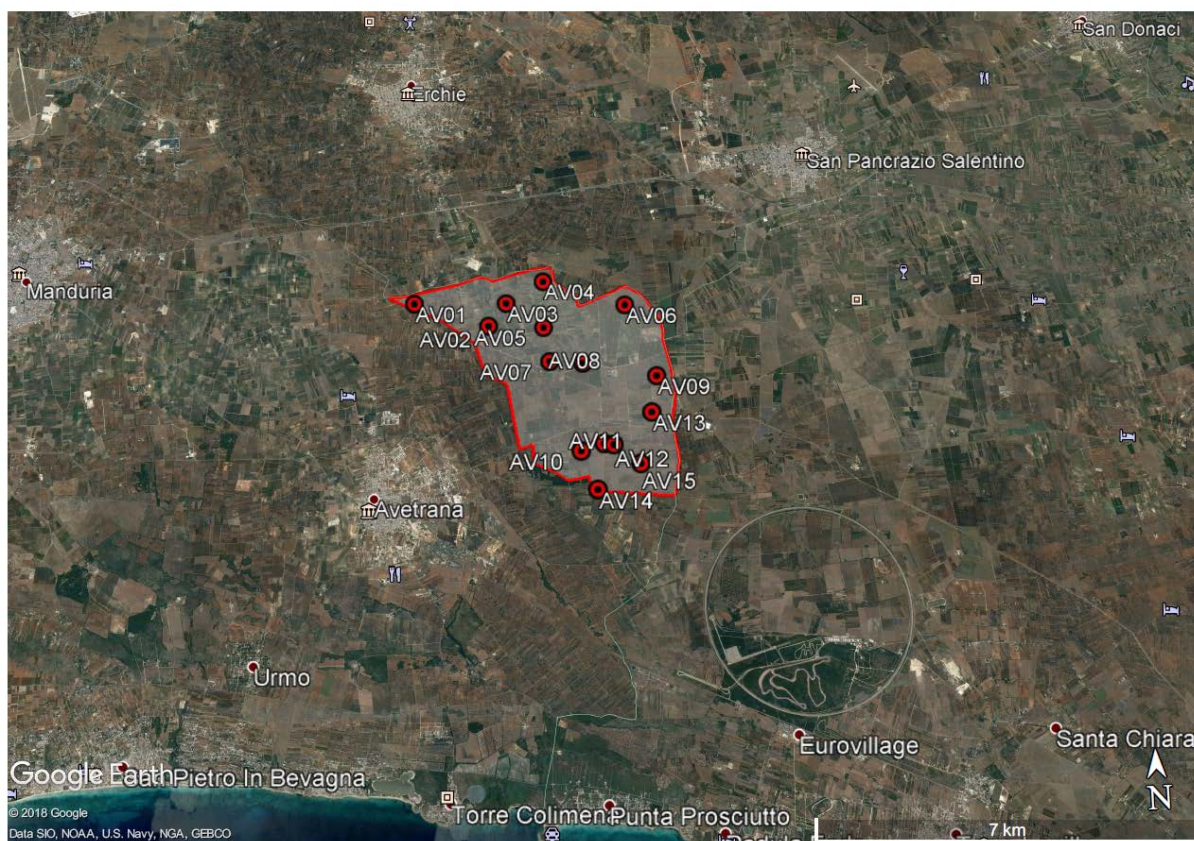 San Donaci
Erchie
San Pancrazio Salentino
Manduria
AV04
AV01
AV03
AV06
AV02
AV05
AV07
AV08
AV09
AV13
AV11
AV10
AV12
AV15
AV14
Avetrana
Urmo
Santa Chiara
Eurovillage
Google Earth
San Pietro In Bevagna
N
© 2018 Google
Torre Colimena
Punta Prosciutto
Data SIO, NOAA, U.S. Navy, NGA, GEBCO
7 km